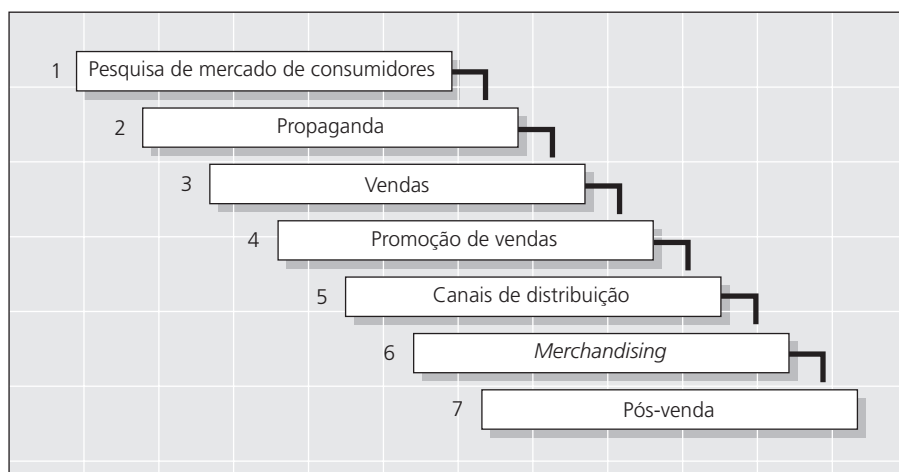 1 Pesquisa de mercado de consumidores
2 Propaganda
3 Vendas
4 Promoção de vendas
5 Canais de distribuição
6 Merchandising
7 Pós-venda